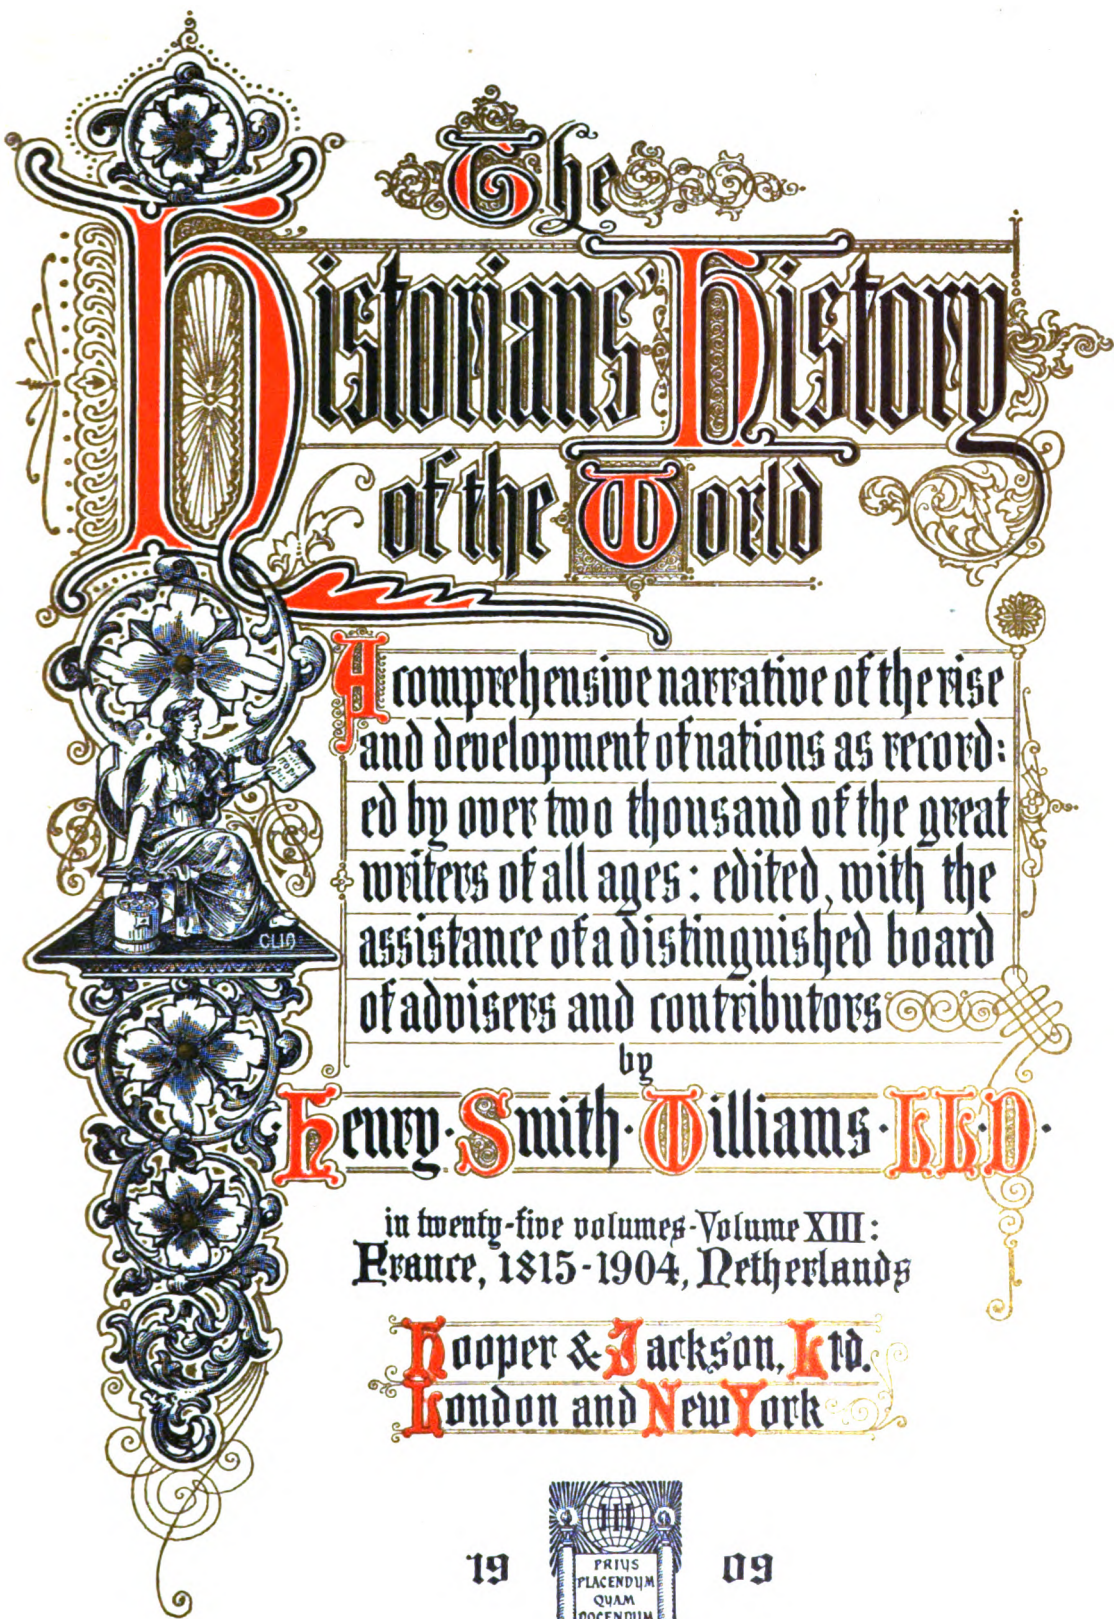 The
Historians' History
of the World
A comprehensive narrative of the rise
and development of nations as record:
ed by over two thousand of the great
writers of all ages: edited, with the
assistance of a distinguished board
of advisers and contributors
by
Henry · Smith · Williams · LL·D ·
in twenty-five volumes-Volume XIII:
France, 1815-1904, Netherlands
Hooper & Jackson, Ltd.
London and New York
CLIO
III
19 09
PRIUS
PLACENDUM
QUAM
DOCENDUM